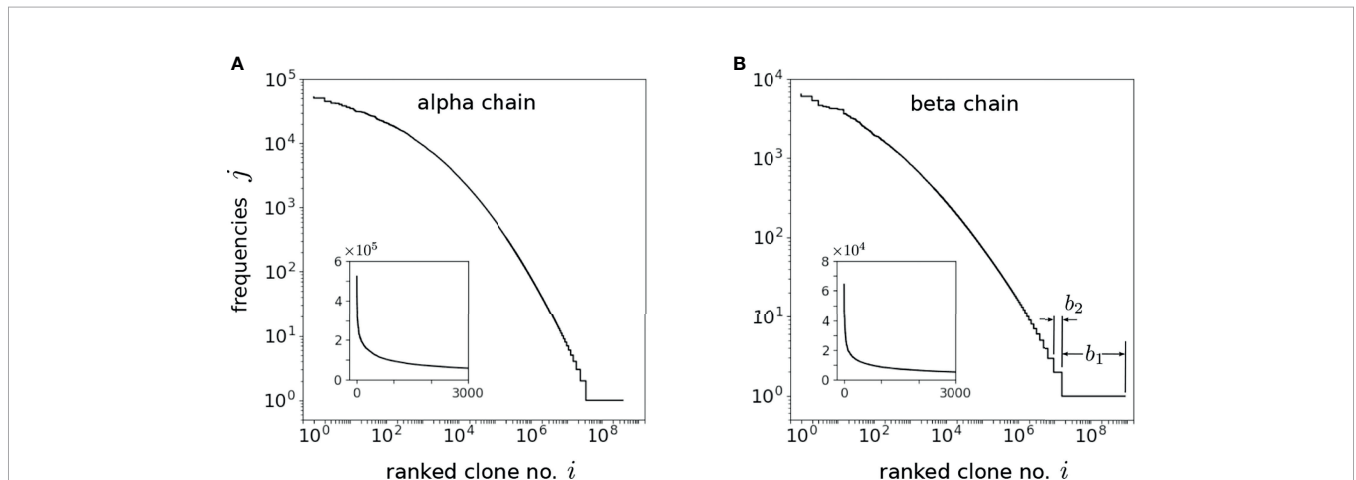 A
B
alpha chain
beta chain
frequencies j
10^5
10^4
10^3
10^2
10^1
10^0
10^0 10^2 10^4 10^6 10^8
ranked clone no. i
×10^5
6
4
2
0
0 3000
10^4
10^3
10^2
10^1
10^0
10^0 10^2 10^4 10^6 10^8
ranked clone no. i
×10^4
8
6
4
2
0
0 3000
b_2
b_1